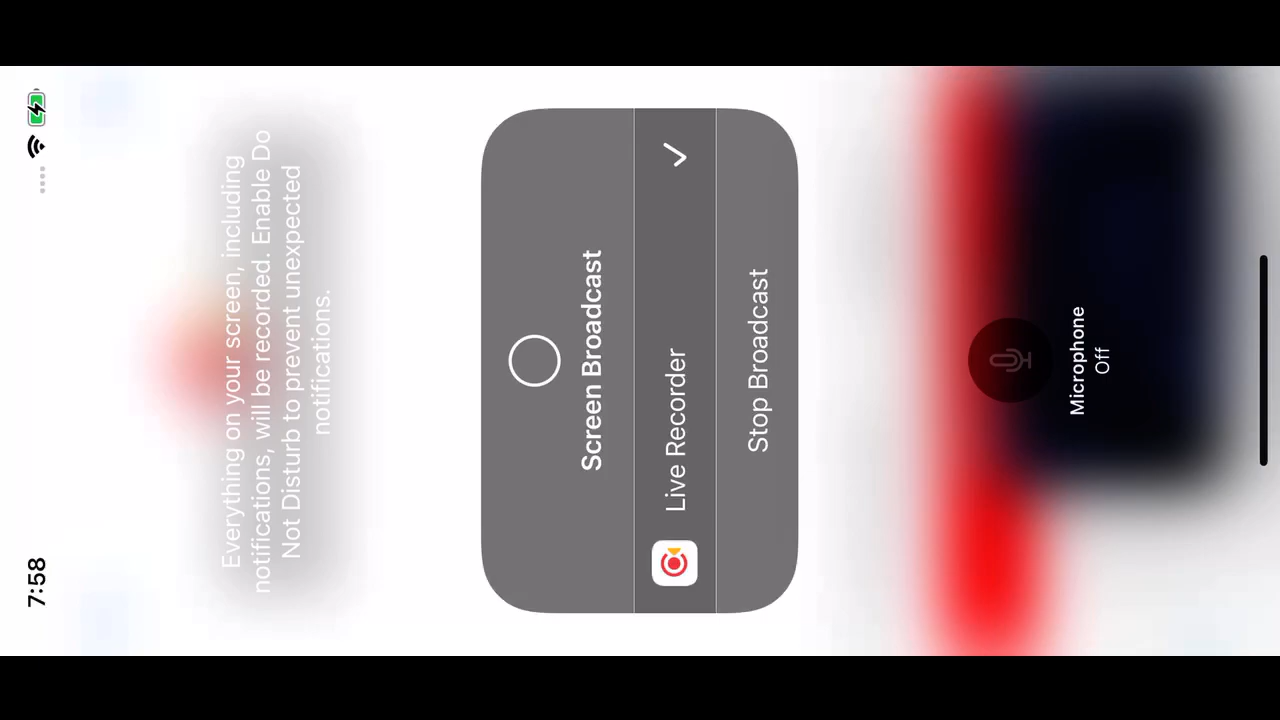 7:58
Everything on your screen, including
notifications, will be recorded. Enable Do
Not Disturb to prevent unexpected
notifications.
Screen Broadcast
Live Recorder
Stop Broadcast
Microphone
Off